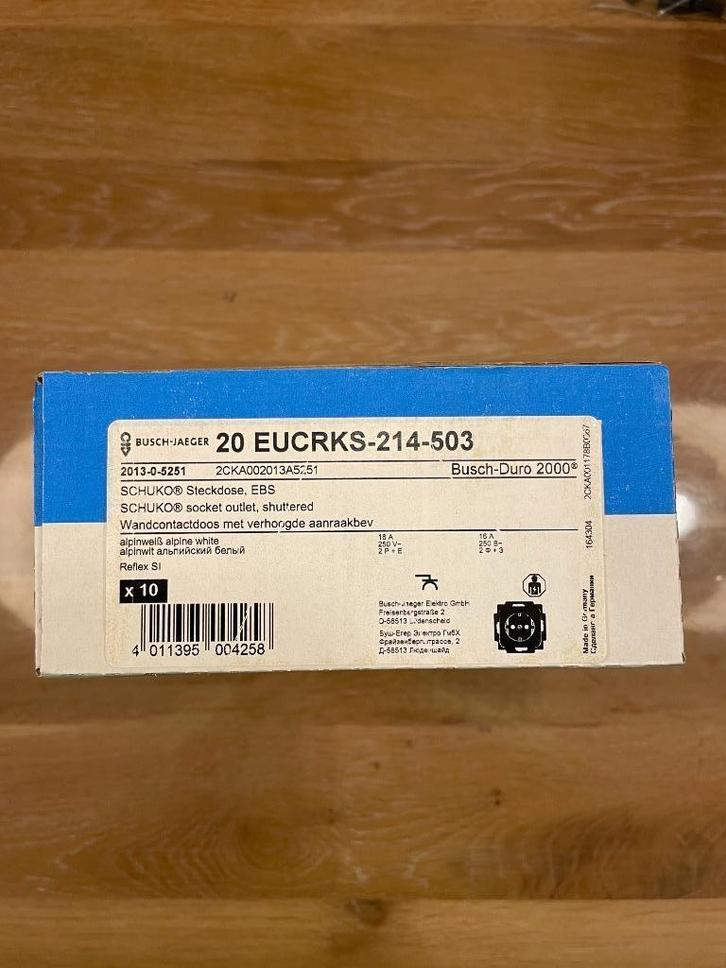 BUSCH-JAEGER 20 EUCRKS-214-503
2013-0-5251 2CKA002013A5251 Busch-Duro 2000®
SCHUKO® Steckdose, EBS
SCHUKO® socket outlet, shuttered
Wandcontactdoos met verhoogde aanraakbev
alpinweiß alpine white
alpinwit альпийский белый
Reflex SI
16 A
250 V~
2 P + E
16 A
250 В~
2 Ф + З
x 10
4 011395 004258
Busch-Jaeger Elektro GmbH
Freisenbergstraße 2
D-58513 Lüdenscheid
Буш-Егер Электро ГмбХ
Фрайзенбергштрассе, 2
Д-58513 Люденшайд
Made in Germany
Сделано в Германии
164304